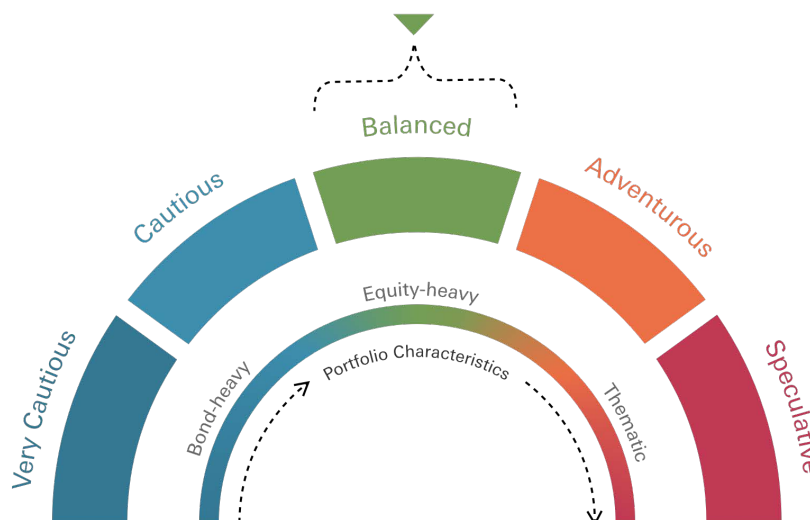 Balanced
Cautious
Adventurous
Very Cautious
Speculative
Equity-heavy
Bond-heavy
Thematic
Portfolio Characteristics